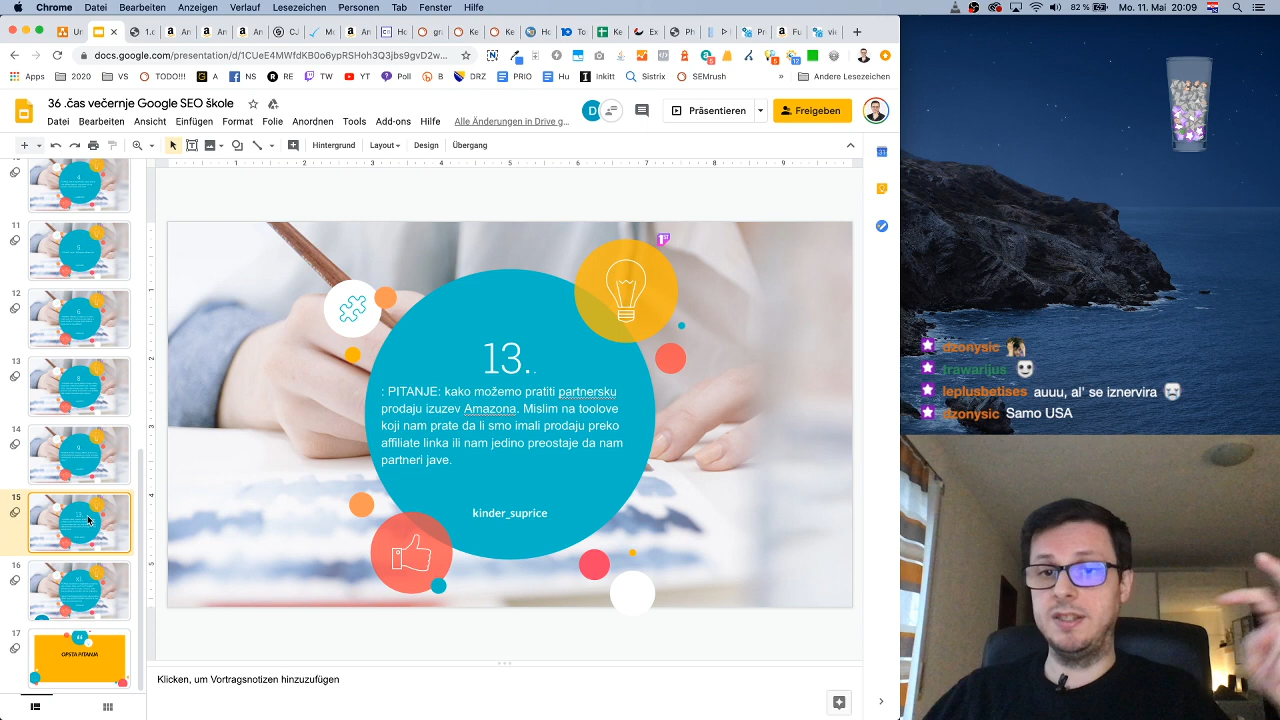 Chrome Datei Bearbeiten Anzeigen Verlauf Lesezeichen Personen Tab Fenster Hilfe
82 % Mo. 11. Mai 20:09
docs.google.com/presentation/d/1CUeE4MWfdKB0o6ypRSHoh3D3jbs9gvD2w...
Apps 2020 VS TODO!!! A FB NS RE TW YT Poll B DRZ PRIO Hu Inkitt Sistrix SEMrush » Andere Lesezeichen
36 .čas večernje Google SEO škole
Präsentieren
Freigeben
Datei Bearbeiten Ansicht Einfügen Format Folie Anordnen Tools Add-ons Hilfe Alle Änderungen in Drive g...
Hintergrund Layout Design Übergang
11
12
13
15
16
17
OPSTA PITANJA
13..
: PITANJE: kako možemo pratiti partnersku
prodaju izuzev Amazona. Mislim na toolove
koji nam prate da li smo imali prodaju preko
affiliate linka ili nam jedino preostaje da nam
partneri jave.
kinder_suprice
Klicken, um Vortragsnotizen hinzuzufügen
dzonysic
trawarijus
leplusbetises auuu, al' se iznervira
dzonysic Samo USA